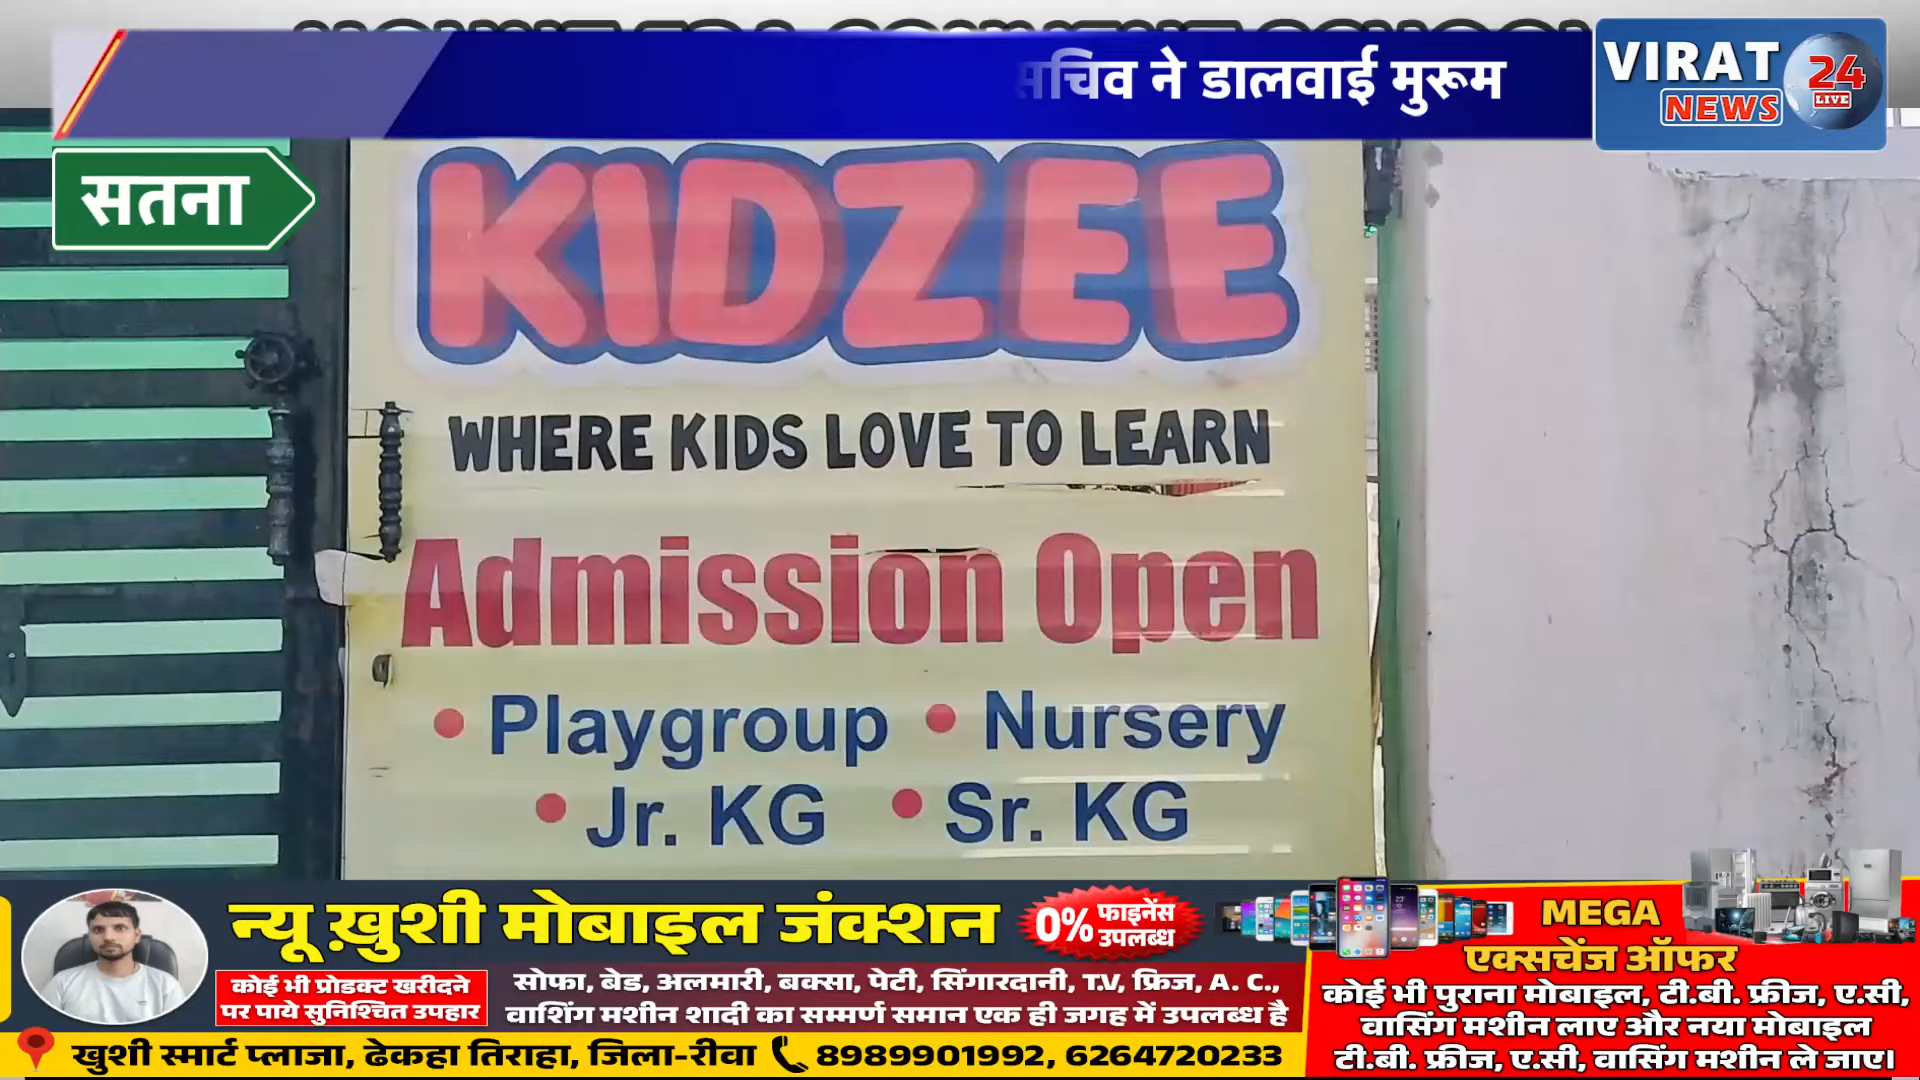 सचिव ने डालवाई मुरूम
VIRAT
24
NEWS
LIVE
सतना
KIDZEE
WHERE KIDS LOVE TO LEARN
Admission Open
• Playgroup • Nursery
• Jr. KG • Sr. KG
न्यू ख़ुशी मोबाइल जंक्शन
0% फाइनेंस उपलब्ध
कोई भी प्रोडक्ट खरीदने
पर पाये सुनिश्चित उपहार
सोफा, बेड, अलमारी, बक्सा, पेटी, सिंगारदानी, T.V, फ्रिज, A. C.,
वाशिंग मशीन शादी का सम्मर्ण समान एक ही जगह में उपलब्ध है
खुशी स्मार्ट प्लाजा, ढेकहा तिराहा, जिला-रीवा 8989901992, 6264720233
MEGA
एक्सचेंज ऑफर
कोई भी पुराना मोबाइल, टी.बी. फ्रीज, ए.सी,
वासिंग मशीन लाए और नया मोबाइल
टी.बी. फ्रीज, ए.सी, वासिंग मशीन ले जाए।